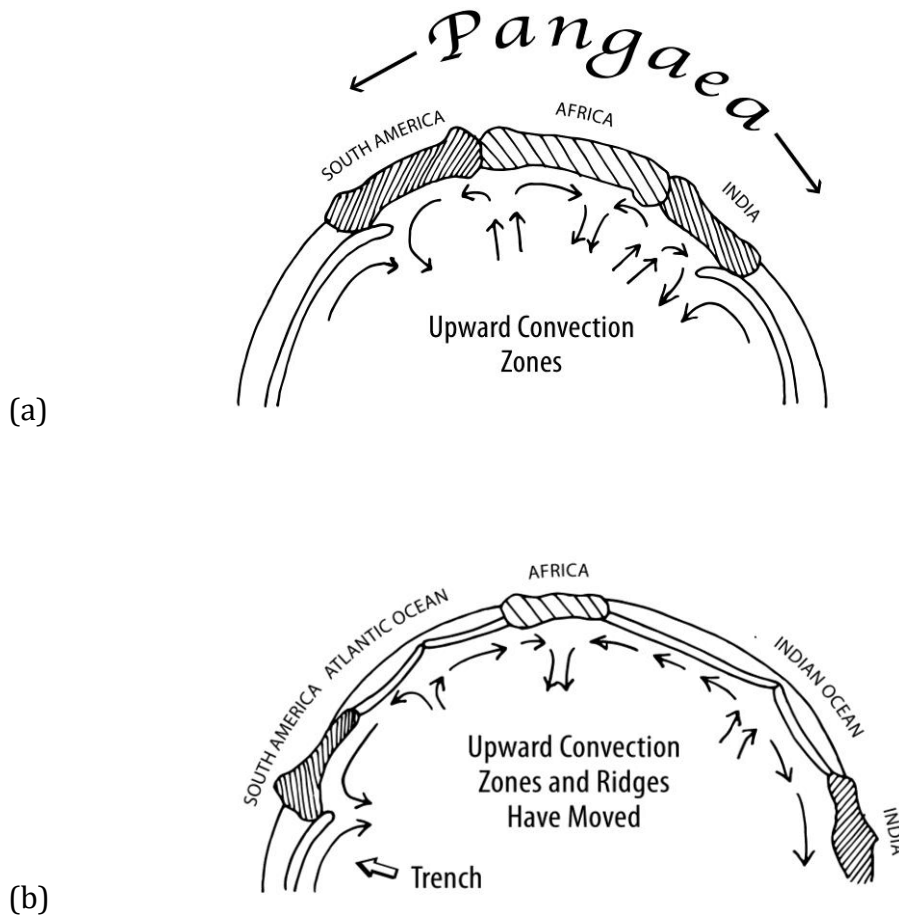 Pangaea
SOUTH AMERICA
AFRICA
INDIA
Upward Convection
Zones
(a)
AFRICA
ATLANTIC OCEAN
SOUTH AMERICA
INDIAN OCEAN
Upward Convection
Zones and Ridges
Have Moved
INDIA
Trench
(b)